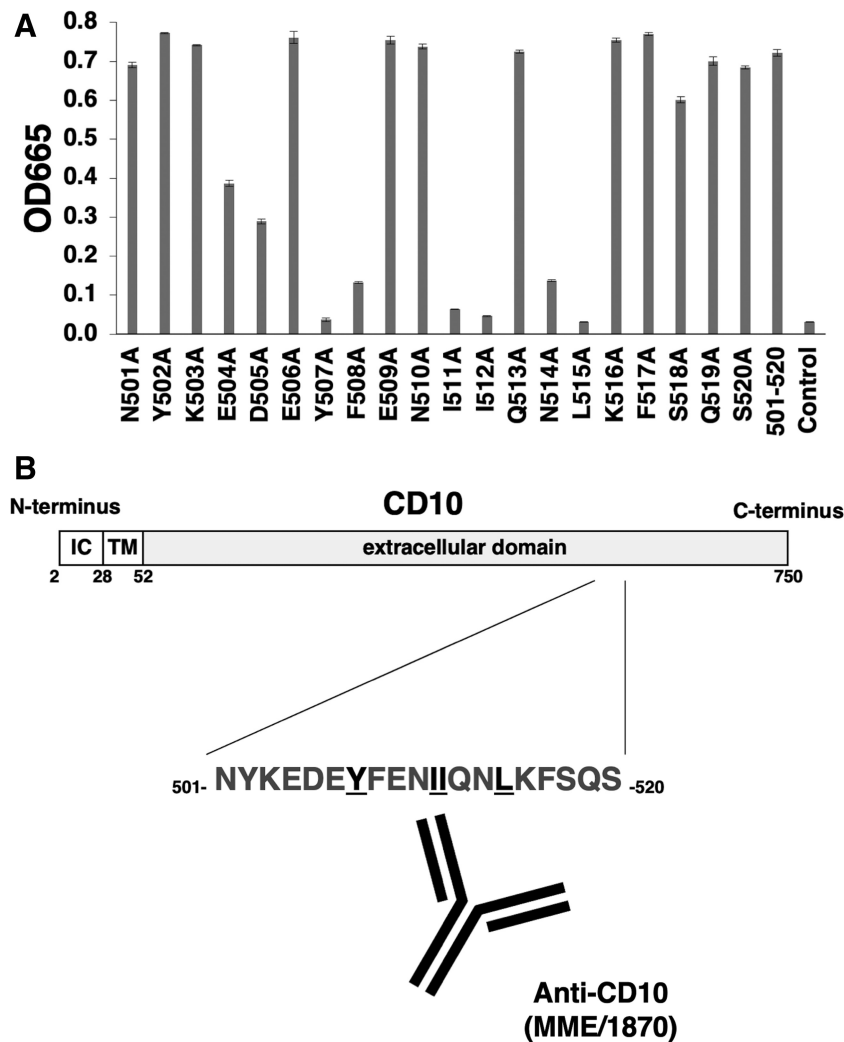 A
OD665
0.8
0.7
0.6
0.5
0.4
0.3
0.2
0.1
0.0
N501A
Y502A
K503A
E504A
D505A
E506A
Y507A
F508A
E509A
N510A
I511A
I512A
Q513A
N514A
L515A
K516A
F517A
S518A
Q519A
S520A
501-520
Control
B
N-terminus
CD10
C-terminus
IC TM extracellular domain
2 28 52 750
501- NYKEDEYFENIIQNLKFSQS -520
Anti-CD10
(MME/1870)